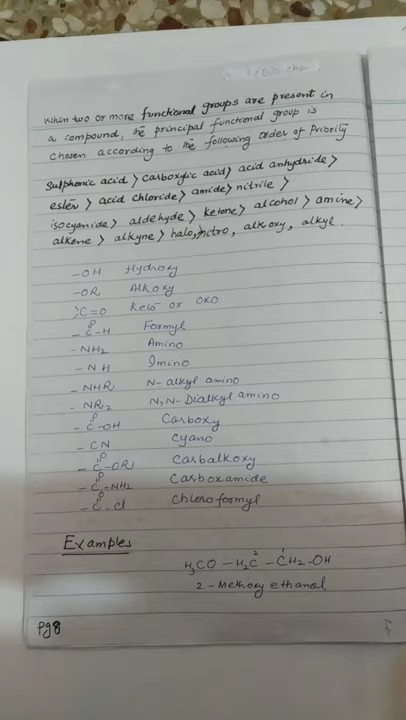 When two or more functional groups are present in
a compound, the principal functional group is
chosen according to the following order of Priority
Sulphonic acid > carboxylic acid > acid anhydride >
ester > acid chloride > amide > nitrile >
isocyanide > aldehyde > ketone > alcohol > amine >
alkene > alkyne > halo, nitro, alkoxy, alkyl.
-OH Hydroxy
-OR Alkoxy
>C=O Keto or oxo
-C(=O)-H Formyl
-NH2 Amino
-NH Imino
-NHR N-alkyl amino
-NR2 N,N-Dialkyl amino
-C(=O)-OH Carboxy
-CN Cyano
-C(=O)-OR Carbalkoxy
-C(=O)-NH2 Carboxamide
-C(=O)-Cl Chloroformyl
Examples
H3CO-H2C²-C¹H2-OH
2-Methoxy ethanol,
Pg 8